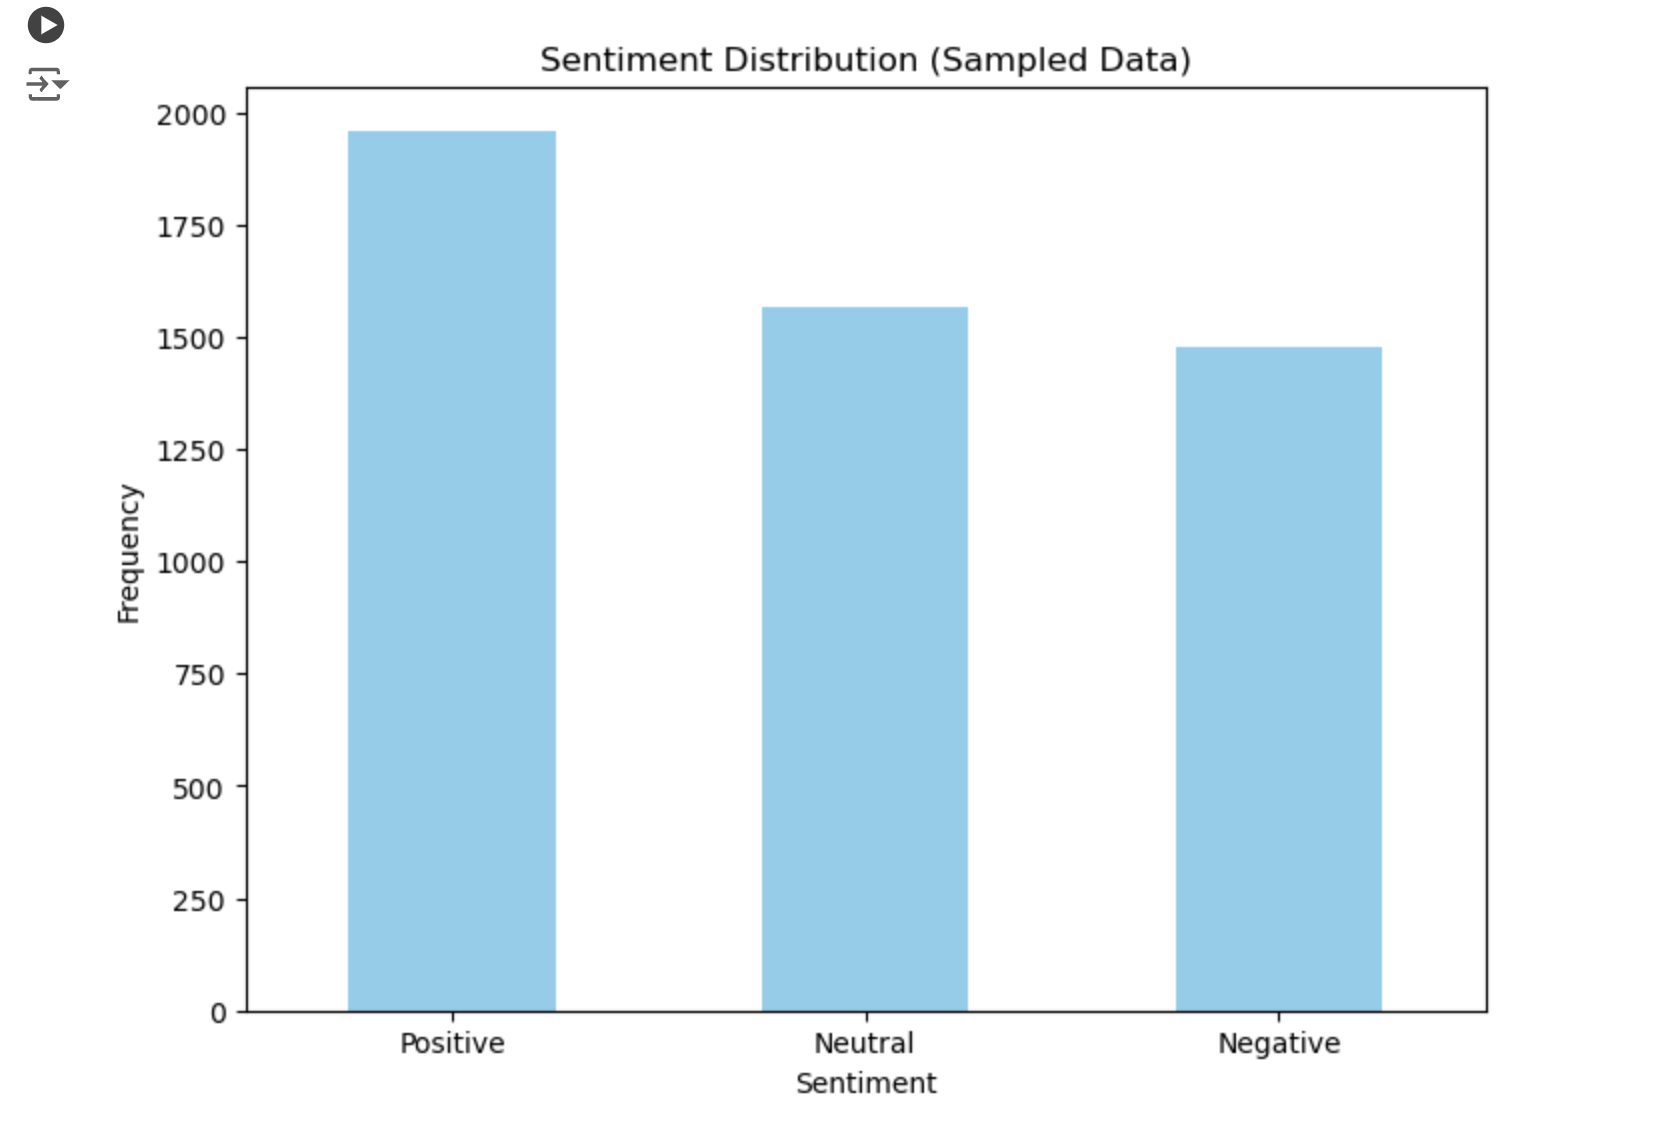 Sentiment Distribution (Sampled Data)
2000
1750
1500
1250
1000
750
500
250
0
Frequency
Positive Neutral Negative
Sentiment